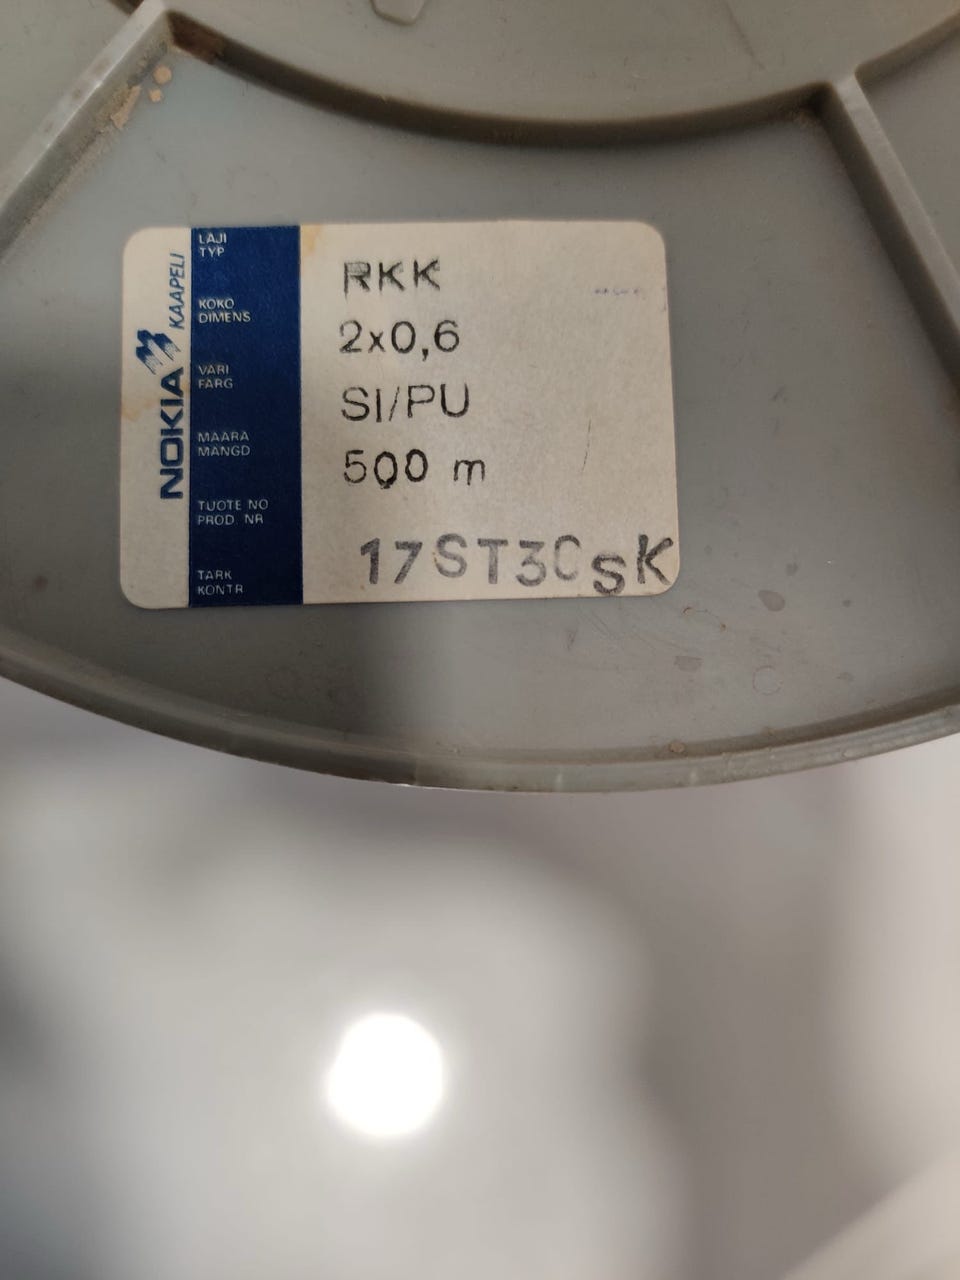 NOKIA KAAPELI
LAJI
TYP
RKK
KOKO
DIMENS
2x0,6
VÄRI
FÄRG
SI/PU
MÄÄRÄ
MÄNGD
500 m
TUOTE NO
PROD. NR
TARK
KONTR
17ST3CsK